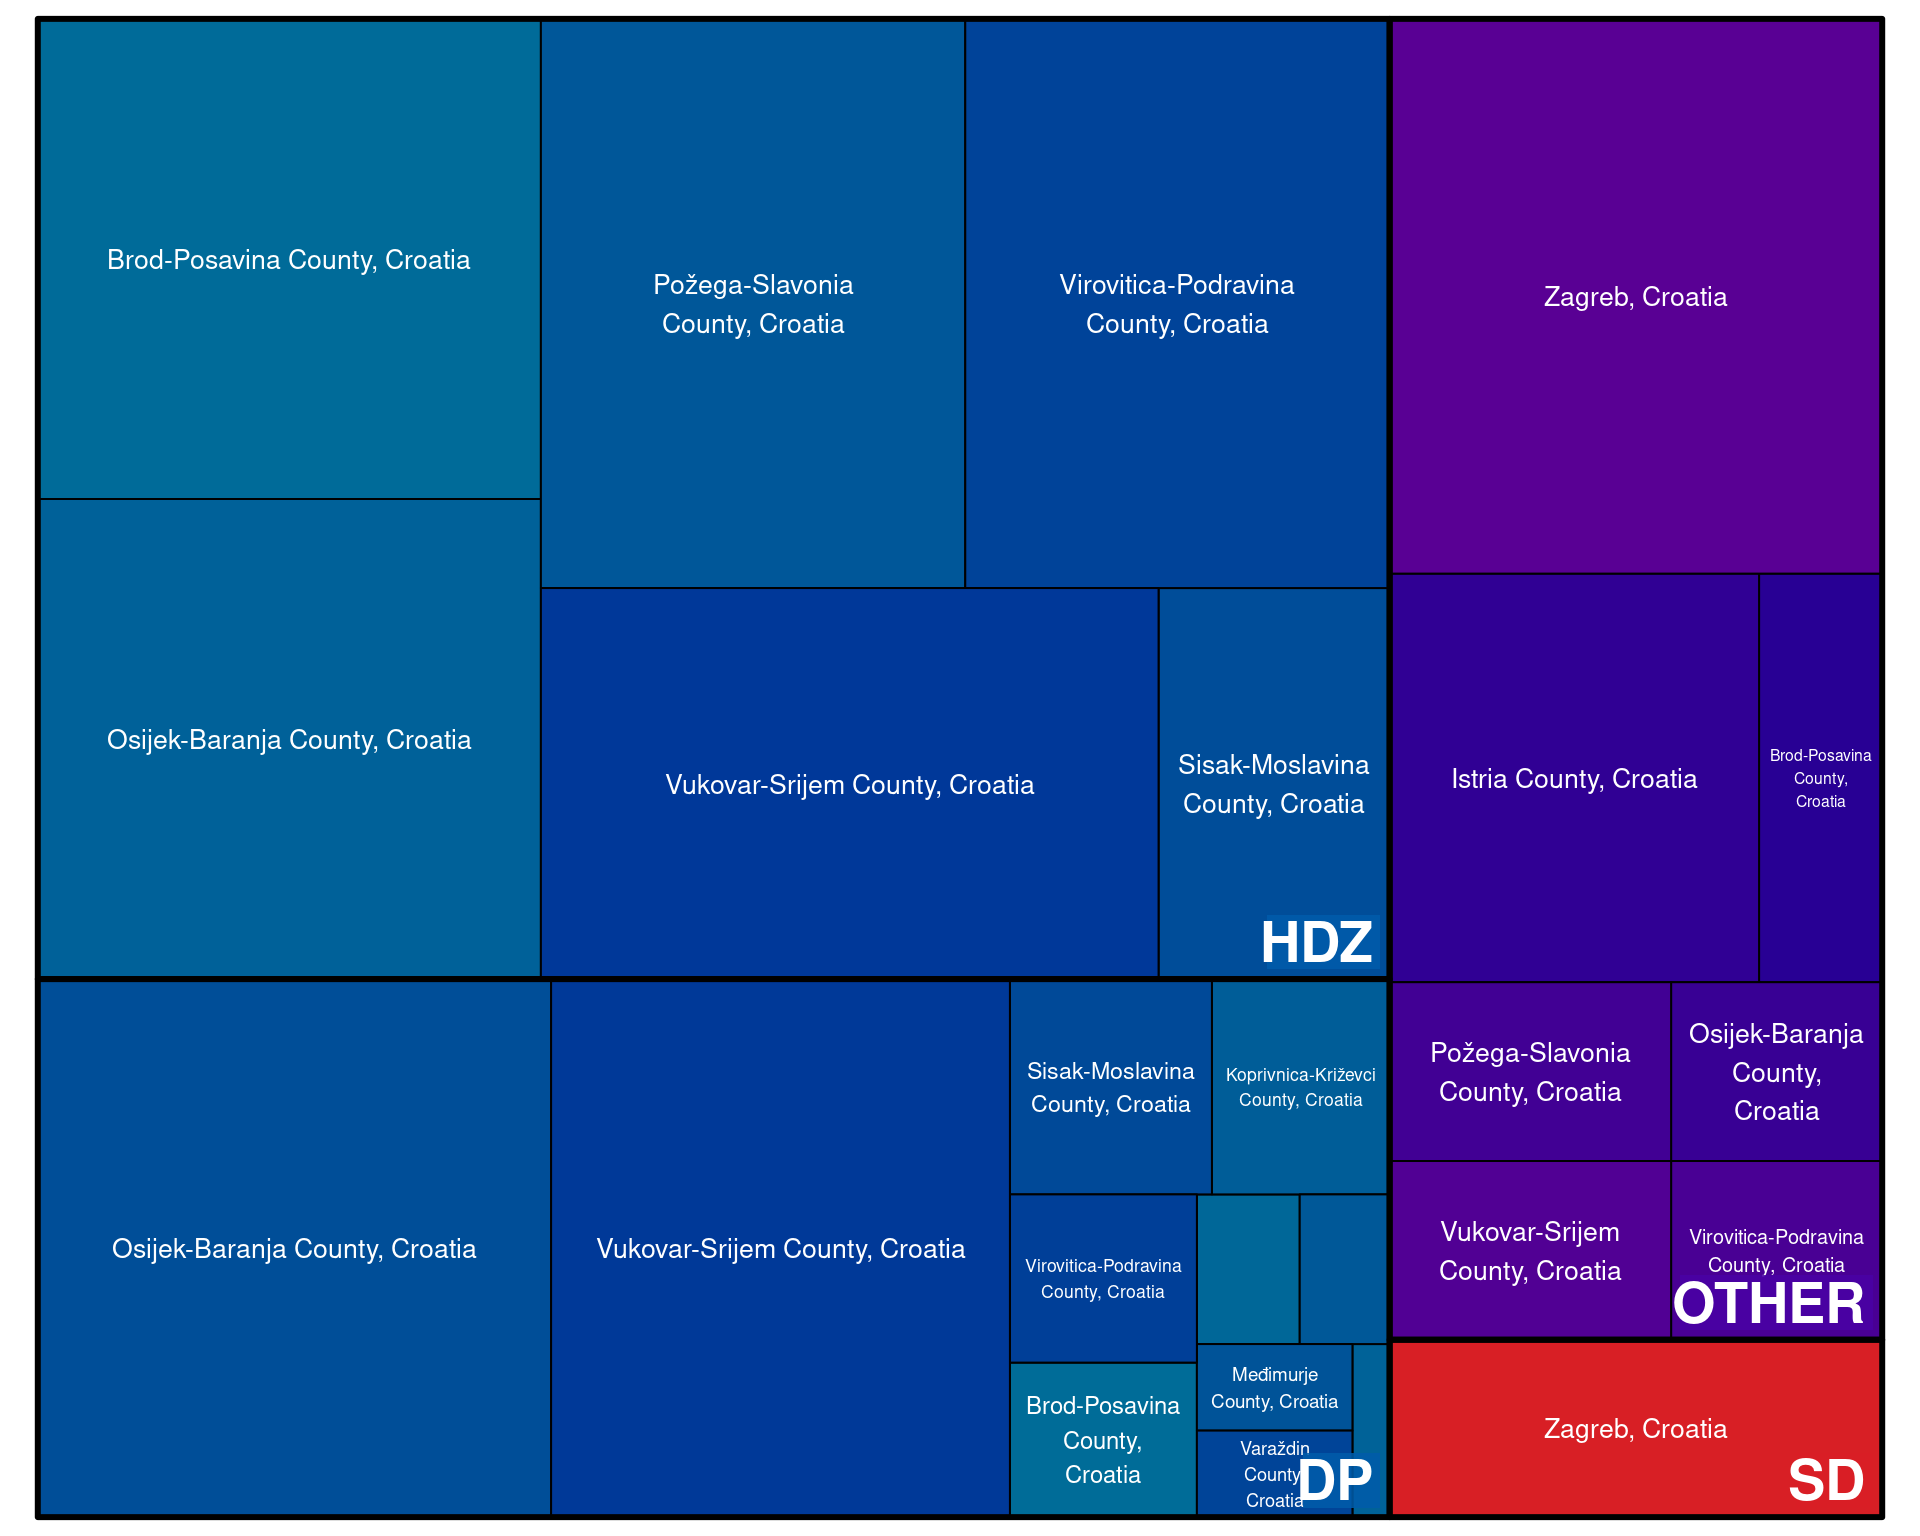 Brod-Posavina County, Croatia
Požega-Slavonia
County, Croatia
Virovitica-Podravina
County, Croatia
Osijek-Baranja County, Croatia
Vukovar-Srijem County, Croatia
Sisak-Moslavina
County, Croatia
HDZ
Osijek-Baranja County, Croatia
Vukovar-Srijem County, Croatia
Sisak-Moslavina
County, Croatia
Koprivnica-Križevci
County, Croatia
Virovitica-Podravina
County, Croatia
Brod-Posavina
County,
Croatia
Međimurje
County, Croatia
Varaždin
County,
Croatia
DP
Zagreb, Croatia
Istria County, Croatia
Brod-Posavina
County,
Croatia
Požega-Slavonia
County, Croatia
Osijek-Baranja
County,
Croatia
Vukovar-Srijem
County, Croatia
Virovitica-Podravina
County, Croatia
OTHER
Zagreb, Croatia
SD